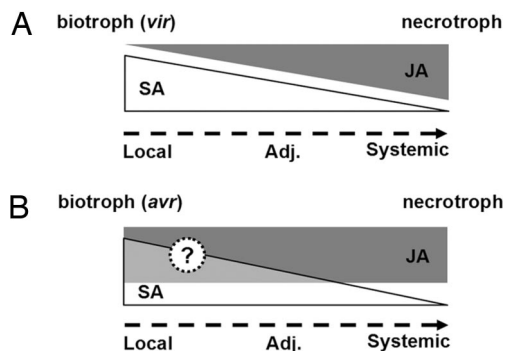 A
biotroph (vir) necrotroph
JA
SA
Local Adj. Systemic
B
biotroph (avr) necrotroph
?
JA
SA
Local Adj. Systemic